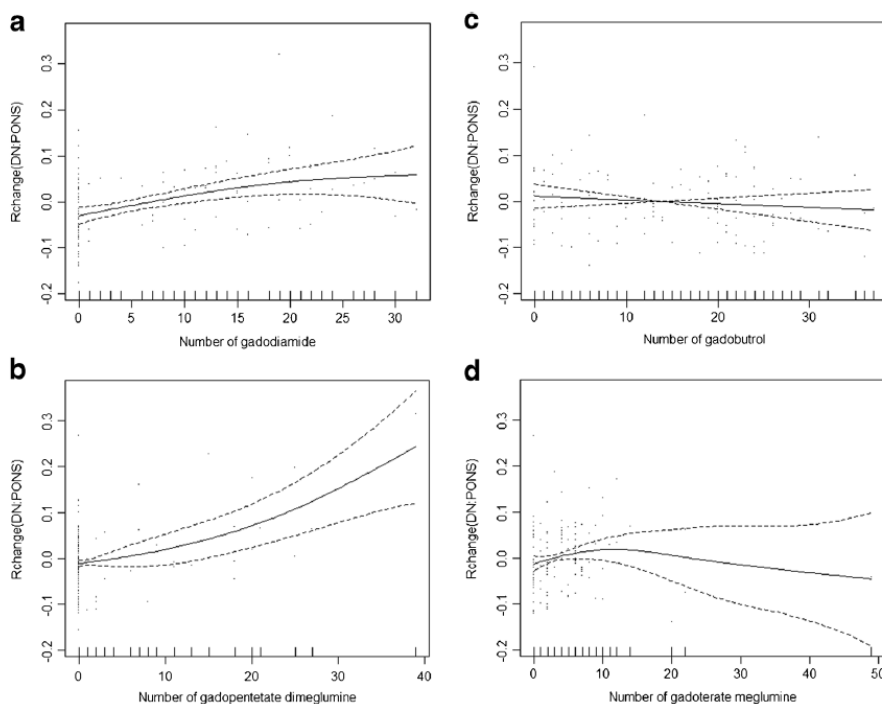 a
Rchange(DN:PONS)
0.3
0.2
0.1
0.0
-0.1
-0.2
0 5 10 15 20 25 30
Number of gadodiamide
c
Rchange(DN:PONS)
0.3
0.2
0.1
0.0
-0.1
-0.2
0 10 20 30
Number of gadobutrol
b
Rchange(DN:PONS)
0.3
0.2
0.1
0.0
-0.1
-0.2
0 10 20 30 40
Number of gadopentetate dimeglumine
d
Rchange(DN:PONS)
0.3
0.2
0.1
0.0
-0.1
-0.2
0 10 20 30 40 50
Number of gadoterate meglumine